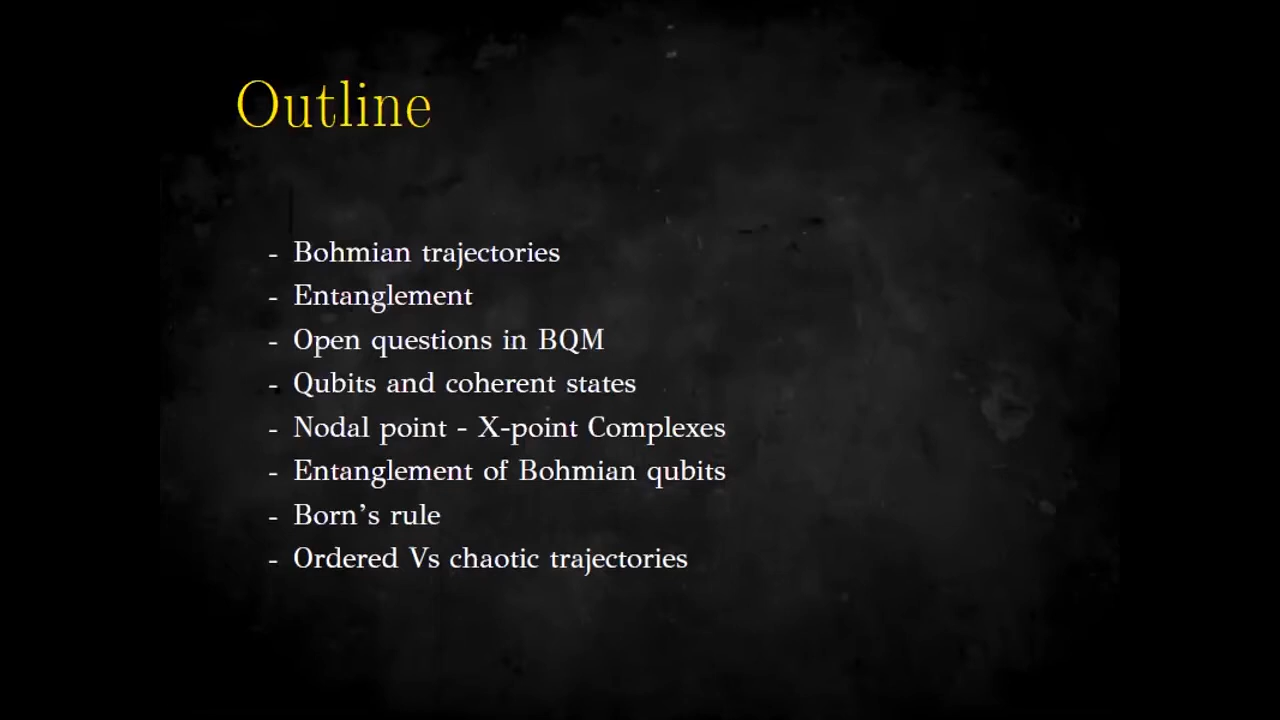 Outline
- Bohmian trajectories
- Entanglement
- Open questions in BQM
- Qubits and coherent states
- Nodal point - X-point Complexes
- Entanglement of Bohmian qubits
- Born’s rule
- Ordered Vs chaotic trajectories